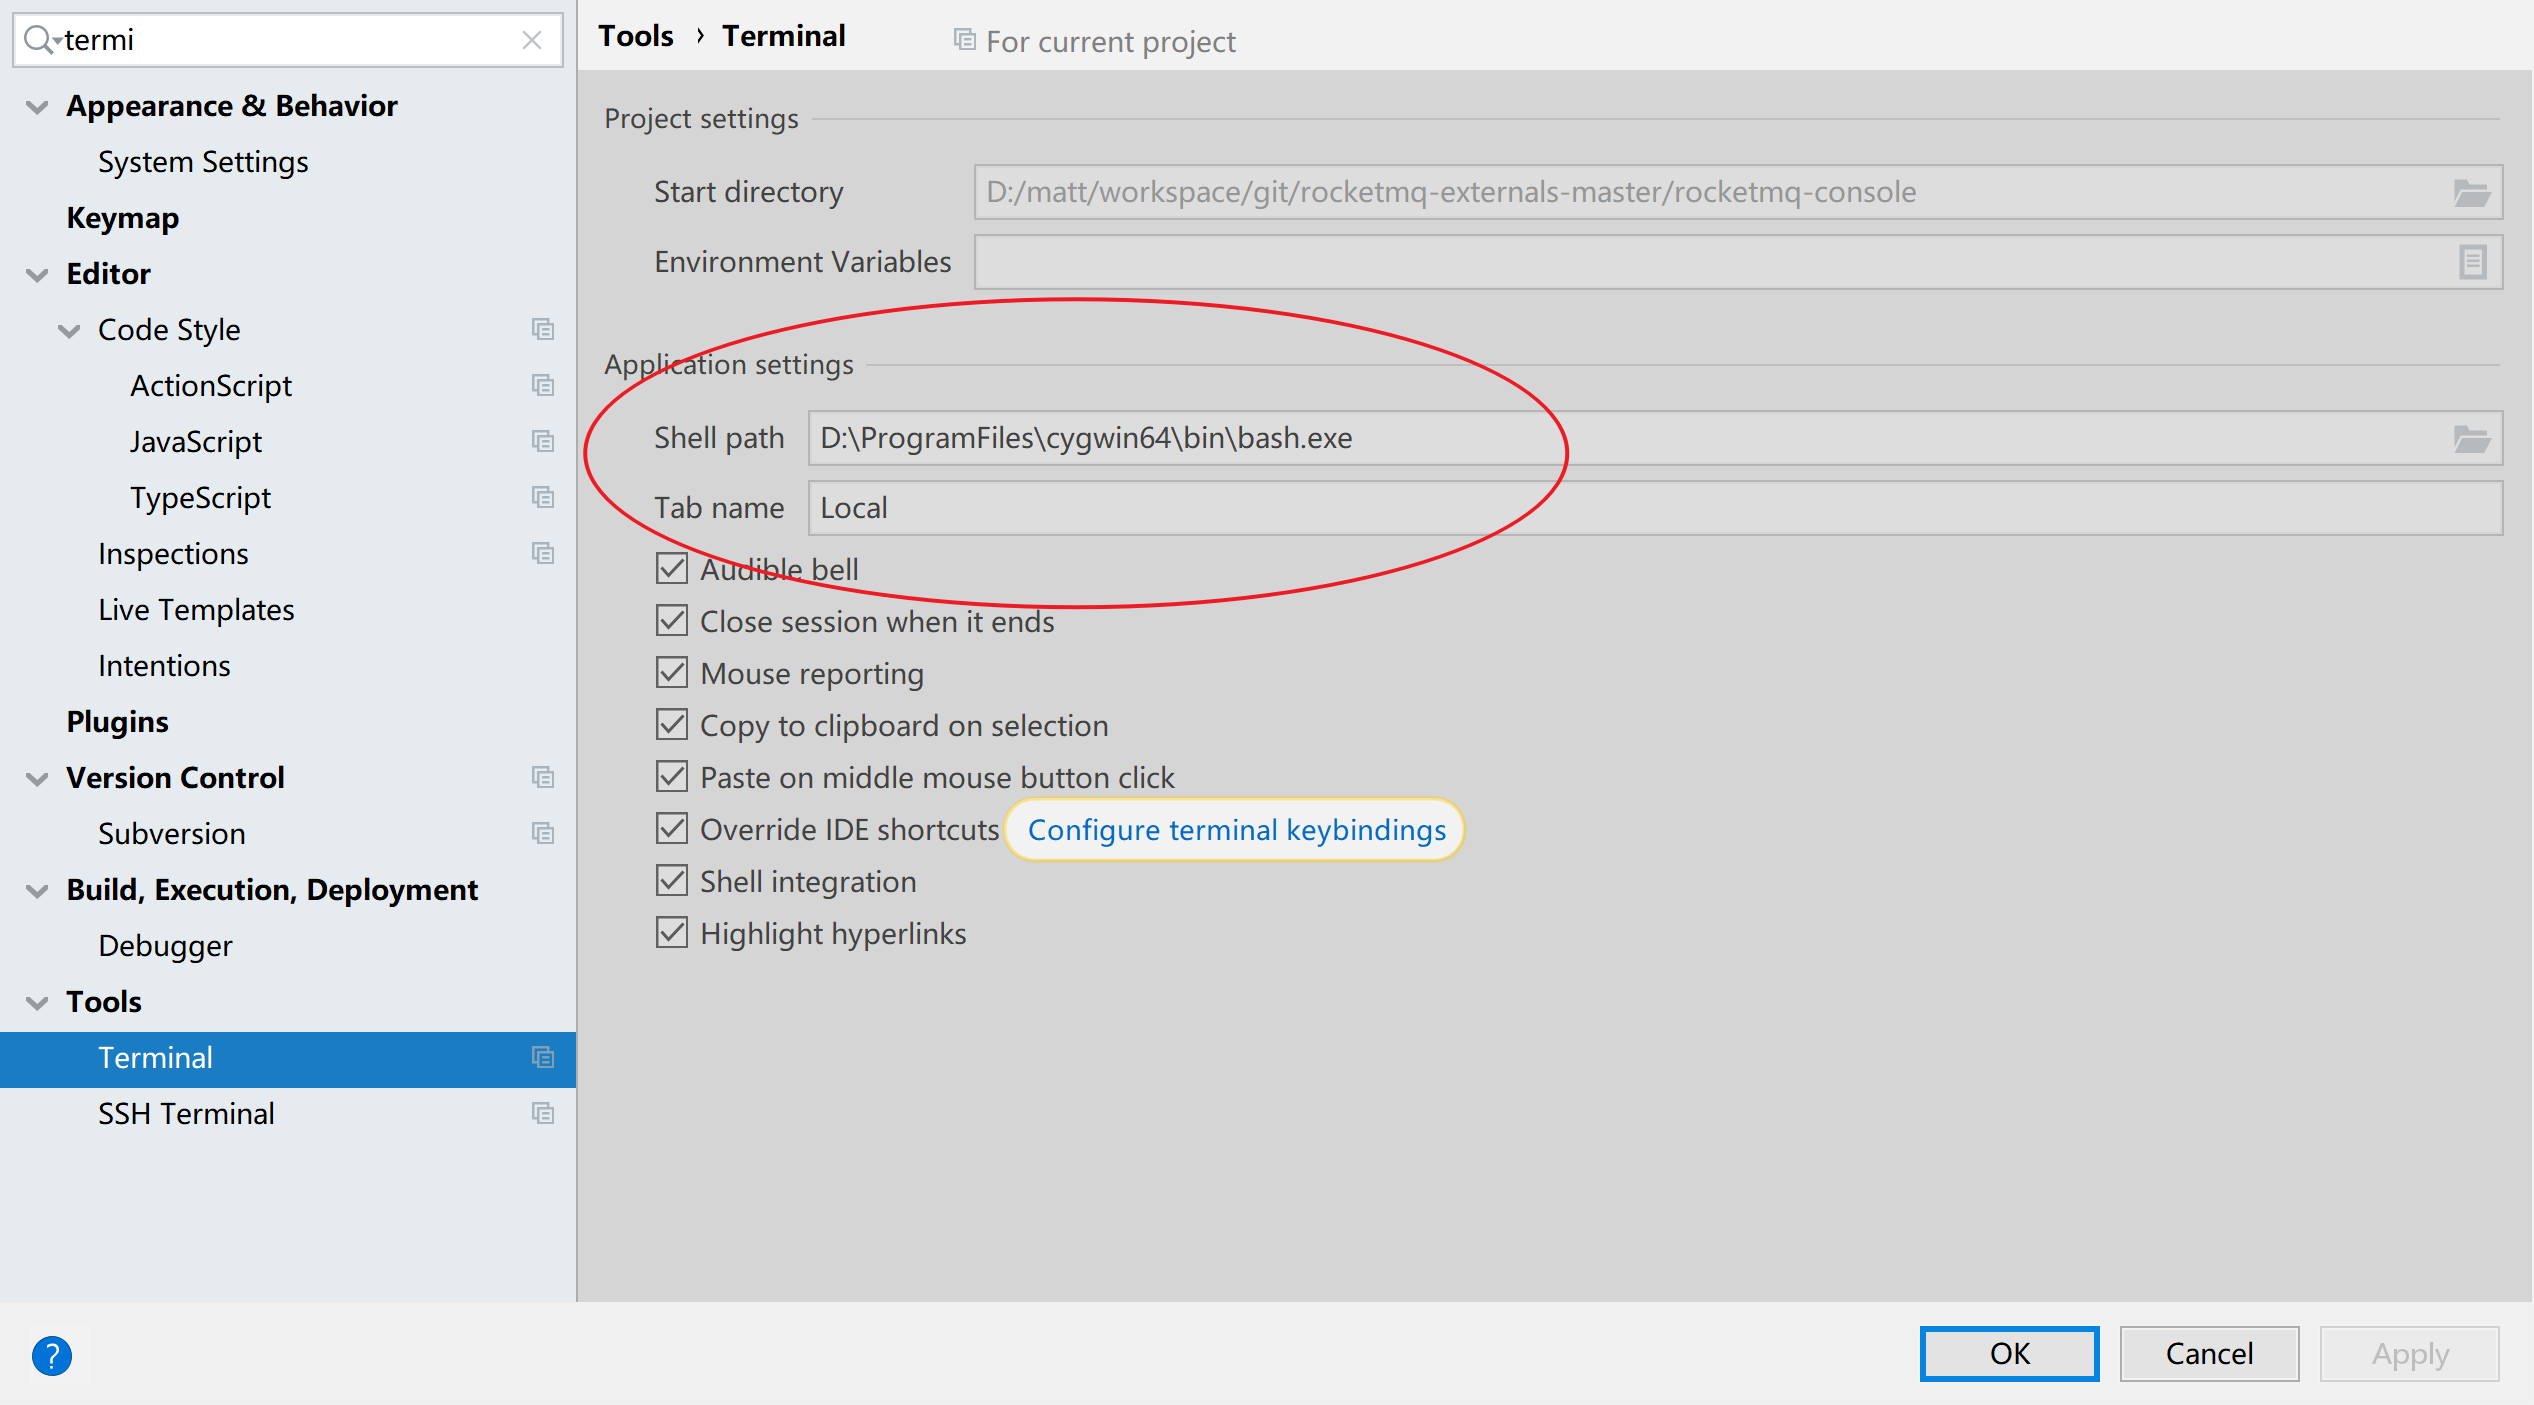 termi
Appearance & Behavior
System Settings
Keymap
Editor
Code Style
ActionScript
JavaScript
TypeScript
Inspections
Live Templates
Intentions
Plugins
Version Control
Subversion
Build, Execution, Deployment
Debugger
Tools
Terminal
SSH Terminal
Tools › Terminal For current project
Project settings
Start directory D:/matt/workspace/git/rocketmq-externals-master/rocketmq-console
Environment Variables
Application settings
Shell path D:\ProgramFiles\cygwin64\bin\bash.exe
Tab name Local
Audible bell
Close session when it ends
Mouse reporting
Copy to clipboard on selection
Paste on middle mouse button click
Override IDE shortcuts Configure terminal keybindings
Shell integration
Highlight hyperlinks
?
OK Cancel Apply